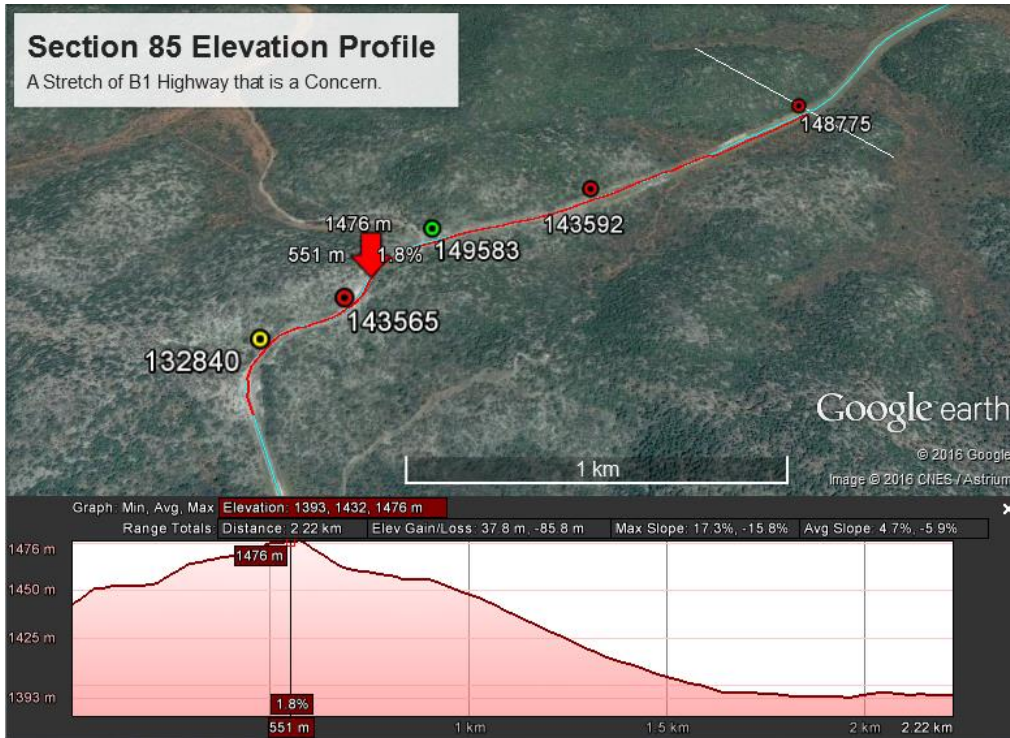 Section 85 Elevation Profile
A Stretch of B1 Highway that is a Concern.
148775
143592
1476 m
149583
551 m 1.8%
143565
132840
Google earth
1 km
© 2016 Google
Image © 2016 CNES / Astrium
Graph: Min, Avg, Max Elevation: 1393, 1432, 1476 m
Range Totals: Distance: 2.22 km Elev Gain/Loss: 37.8 m, -85.8 m Max Slope: 17.3%, -15.8% Avg Slope: 4.7%, -5.9%
1476 m
1476 m
1450 m
1425 m
1393 m
1.8%
551 m 1 km 1.5 km 2 km 2.22 km